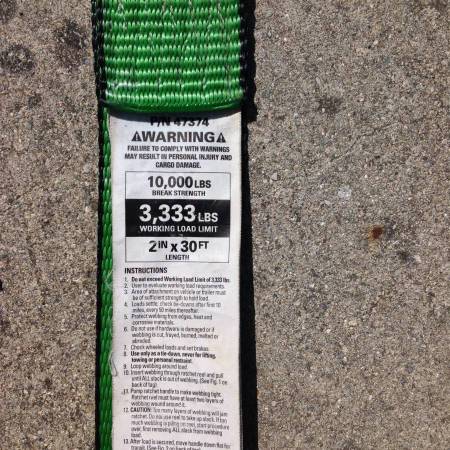 P/N 47374
WARNING
FAILURE TO COMPLY WITH WARNINGS
MAY RESULT IN PERSONAL INJURY AND
CARGO DAMAGE.
10,000 LBS
BREAK STRENGTH
3,333 LBS
WORKING LOAD LIMIT
2 IN x 30 FT
LENGTH
INSTRUCTIONS
1. Do not exceed Working Load Limit of 3,333 lbs.
2. User to evaluate working load requirements.
3. Area of attachment on vehicle or trailer must
be of sufficient strength to hold load.
4. Loads settle: check tie-downs after first 10
miles, every 50 miles thereafter.
5. Protect webbing from edges, heat and
corrosive materials.
6. Do not use if hardware is damaged or if
webbing is cut, frayed, burned, melted or
abraded.
7. Check wheeled loads and set brakes.
8. Use only as a tie-down, never for lifting,
towing or personal restraint.
9. Loop webbing around load.
10. Insert webbing through ratchet reel and pull
until ALL slack is out of webbing. (See Fig. 1 on
back of tag).
11. Pump ratchet handle to make webbing tight.
Ratchet reel must have at least two layers of
webbing wound around it.
12. CAUTION: Too many layers of webbing will jam
ratchet. Do not use reel to take up slack. If too
much webbing is piling on reel, start procedure
over, first removing ALL slack from webbing
load.
13. After load is secured, move handle down flat for
transit. (See Fig. 2 on back of tag)